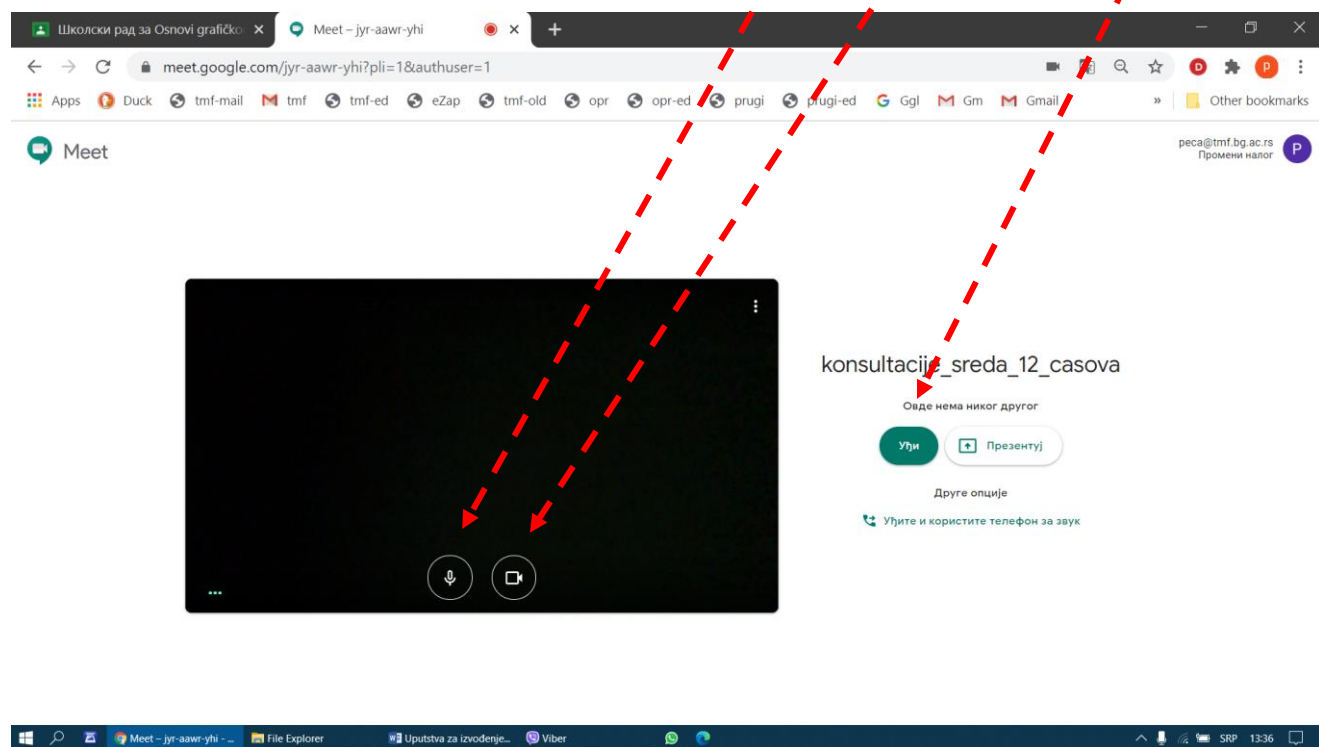 Школски рад за Osnovi grafičko
Meet – jyr-aawr-yhi
meet.google.com/jyr-aawr-yhi?pli=1&authuser=1
Apps Duck tmf-mail tmf tmf-ed eZap tmf-old opr opr-ed prugi prugi-ed Ggl Gm Gmail » Other bookmarks
Meet
peca@tmf.bg.ac.rs
Промени налог
P
konsultacije_sreda_12_casova
Овде нема никог другог
Уђи Презентуј
Друге опције
Уђите и користите телефон за звук
Meet – jyr-aawr-yhi - ... File Explorer Uputstva za izvođenje... Viber SRP 13:36